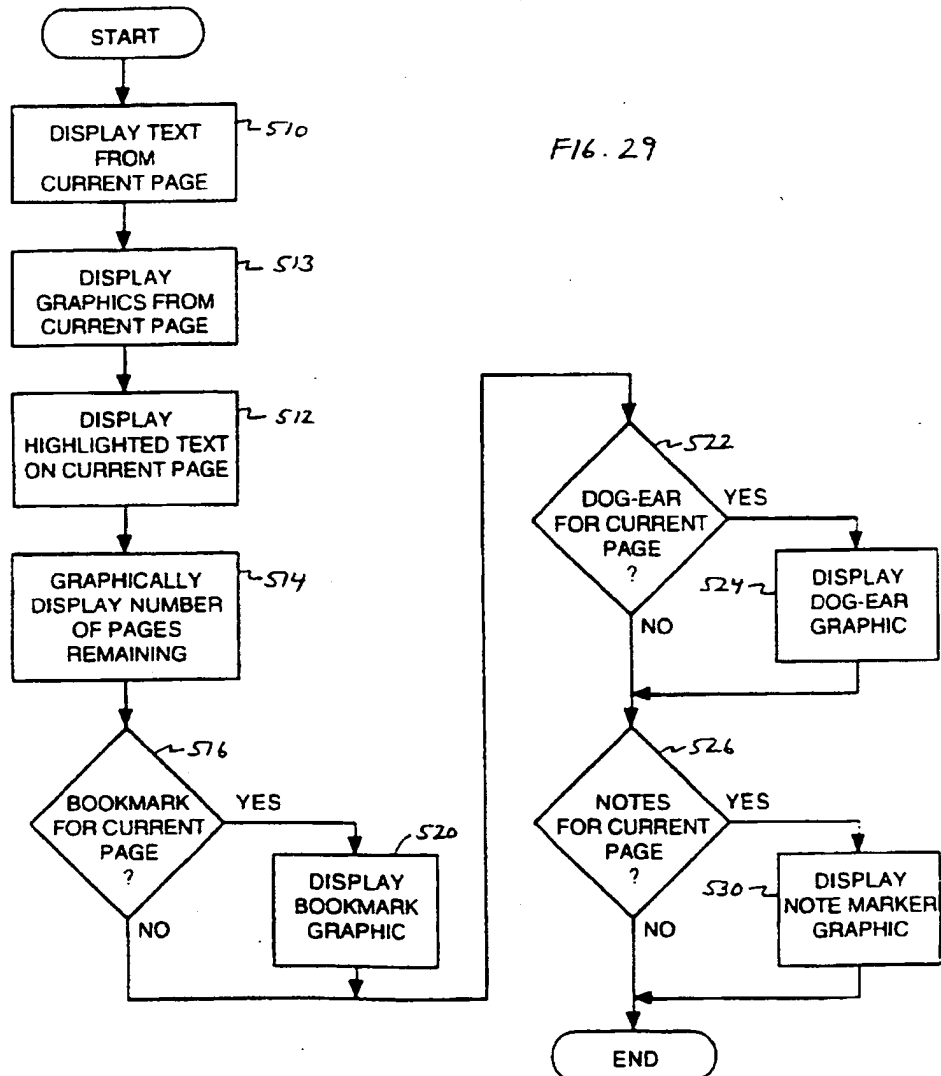 START
DISPLAY TEXT
FROM
CURRENT PAGE
510
FIG. 29
DISPLAY
GRAPHICS FROM
CURRENT PAGE
513
DISPLAY
HIGHLIGHTED TEXT
ON CURRENT PAGE
512
GRAPHICALLY
DISPLAY NUMBER
OF PAGES
REMAINING
514
BOOKMARK
FOR CURRENT
PAGE
?
516
YES
NO
520
DISPLAY
BOOKMARK
GRAPHIC
522
DOG-EAR
FOR CURRENT
PAGE
?
YES
NO
524
DISPLAY
DOG-EAR
GRAPHIC
526
NOTES
FOR CURRENT
PAGE
?
YES
NO
530
DISPLAY
NOTE MARKER
GRAPHIC
END